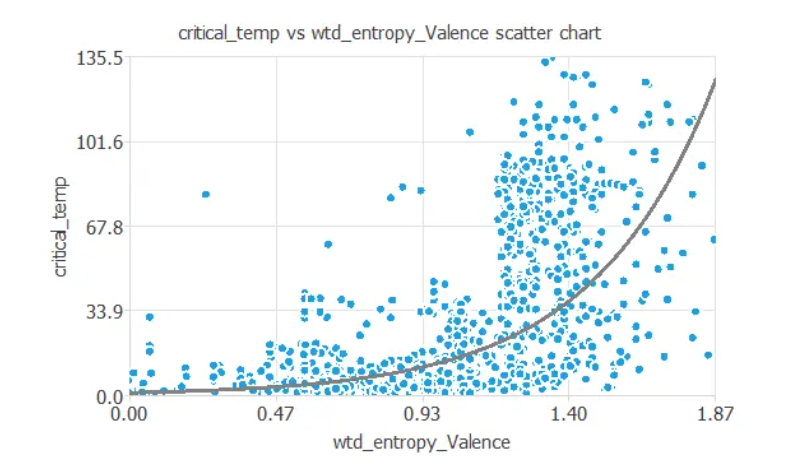 critical_temp vs wtd_entropy_Valence scatter chart
135.5
101.6
67.8
33.9
0.0
critical_temp
0.00 0.47 0.93 1.40 1.87
wtd_entropy_Valence